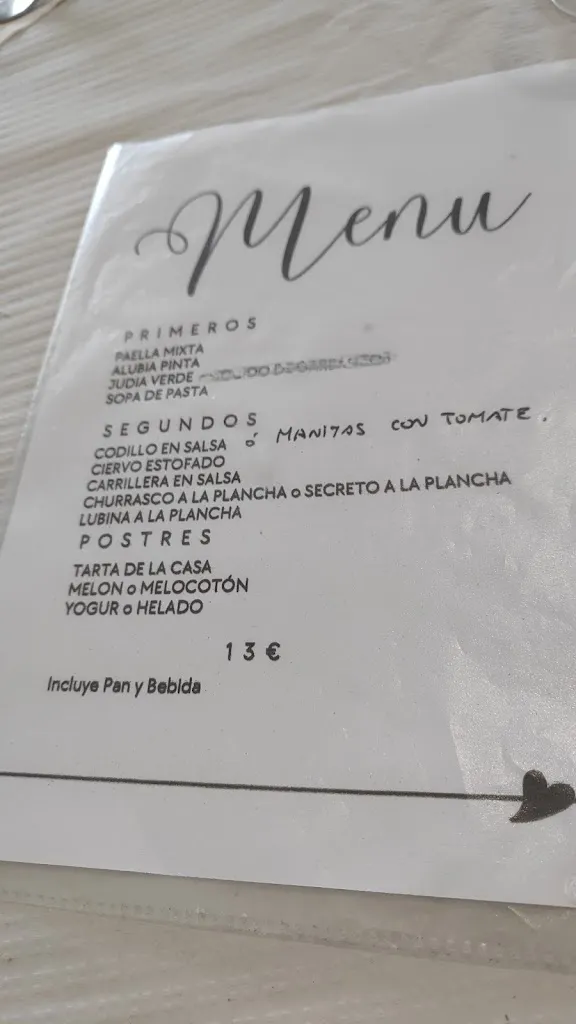 Menu
PRIMEROS
PAELLA MIXTA
ALUBIA PINTA
JUDIA VERDE
SOPA DE PASTA
SEGUNDOS
CODILLO EN SALSA ó MANITAS CON TOMATE.
CIERVO ESTOFADO
CARRILLERA EN SALSA
CHURRASCO A LA PLANCHA o SECRETO A LA PLANCHA
LUBINA A LA PLANCHA
POSTRES
TARTA DE LA CASA
MELON o MELOCOTÓN
YOGUR o HELADO
13€
Incluye Pan y Bebida